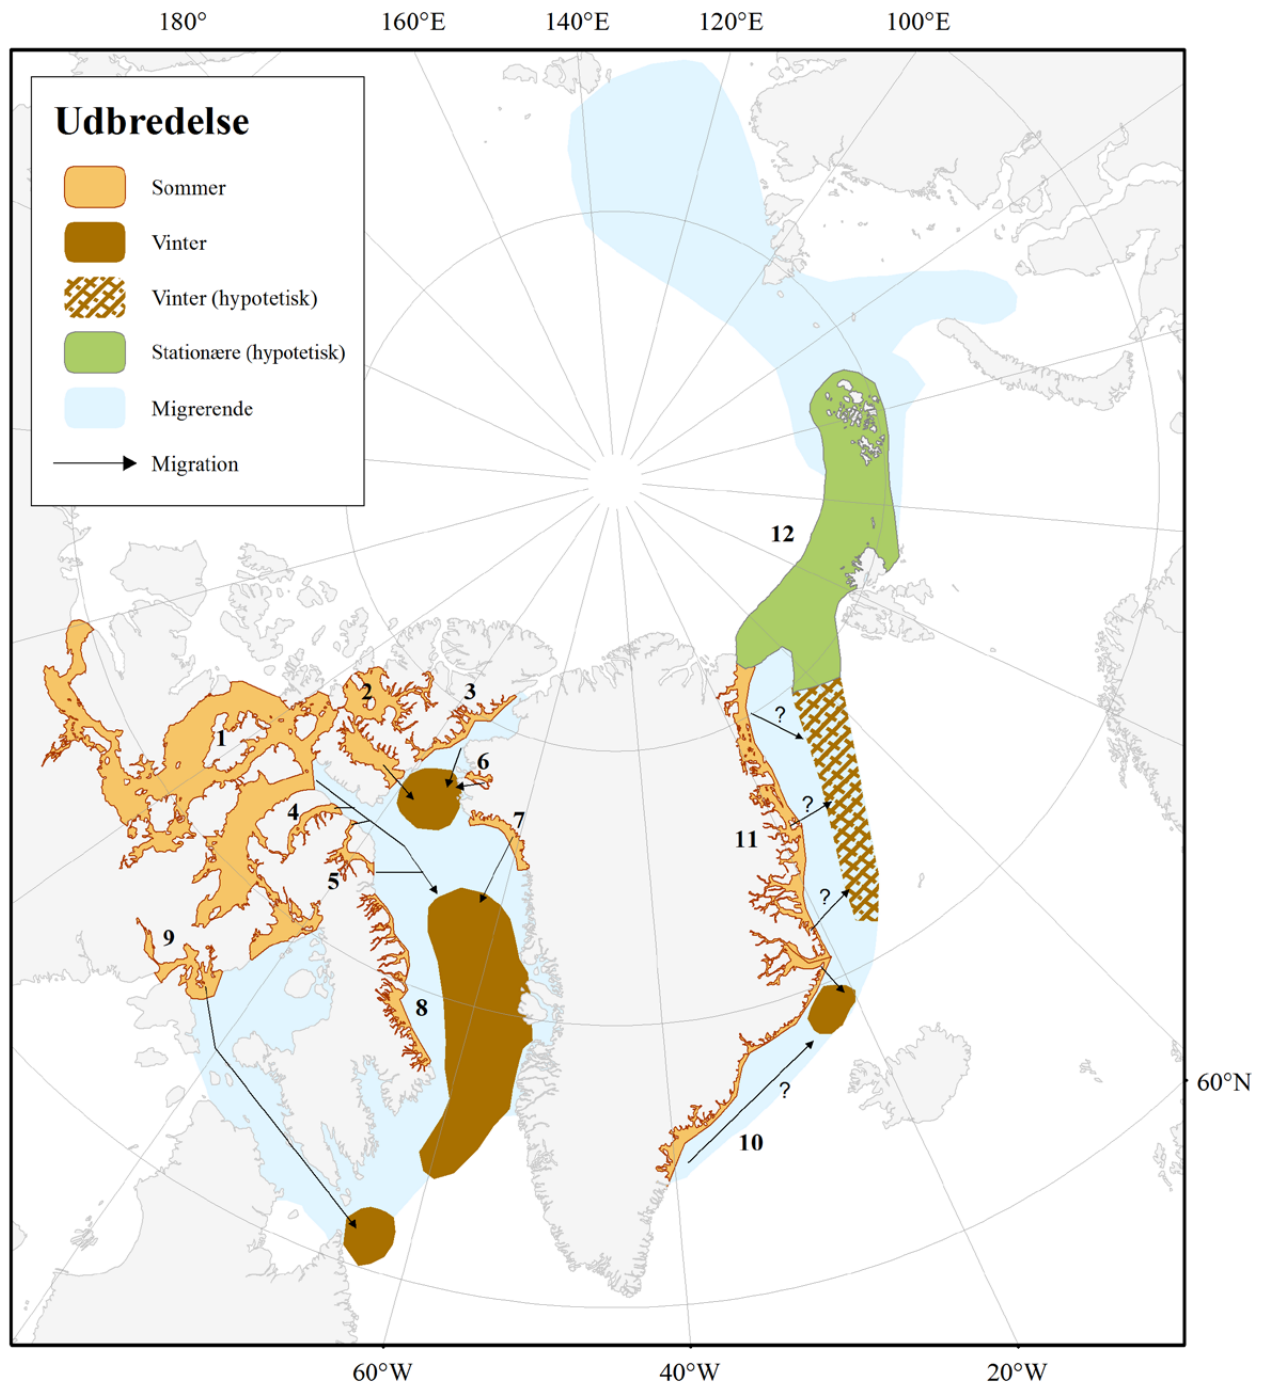 180°
160°E
140°E
120°E
100°E
Udbredelse
Sommer
Vinter
Vinter (hypotetisk)
Stationære (hypotetisk)
Migrerende
Migration
12
2
3
1
?
6
4
7
?
11
5
?
9
8
60°N
?
10
60°W
40°W
20°W